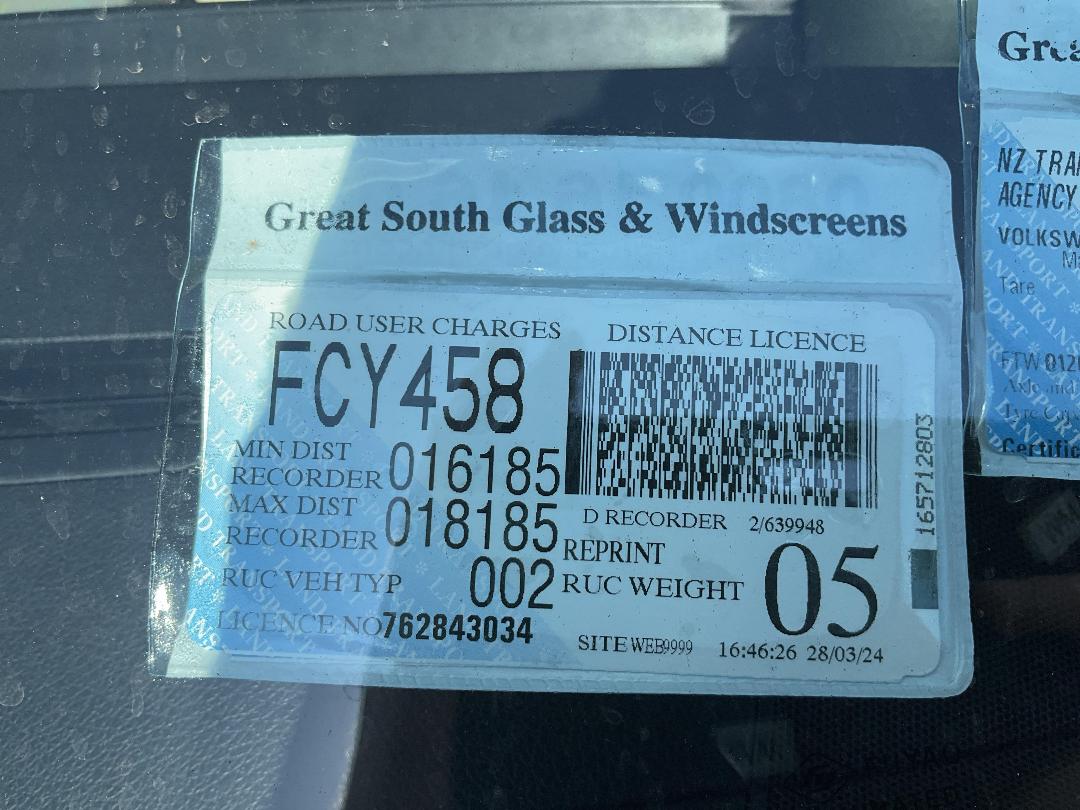 Great South Glass & Windscreens
ROAD USER CHARGES DISTANCE LICENCE
FCY458
MIN DIST
RECORDER 016185
MAX DIST
RECORDER 018185
D RECORDER 2/639948
REPRINT
RUC VEH TYP 002
RUC WEIGHT 05
LICENCE NO 762843034
SITE WEB9999 16:46:26 28/03/24
165712803
NZ TRA
AGENCY
VOLKSW
Tare